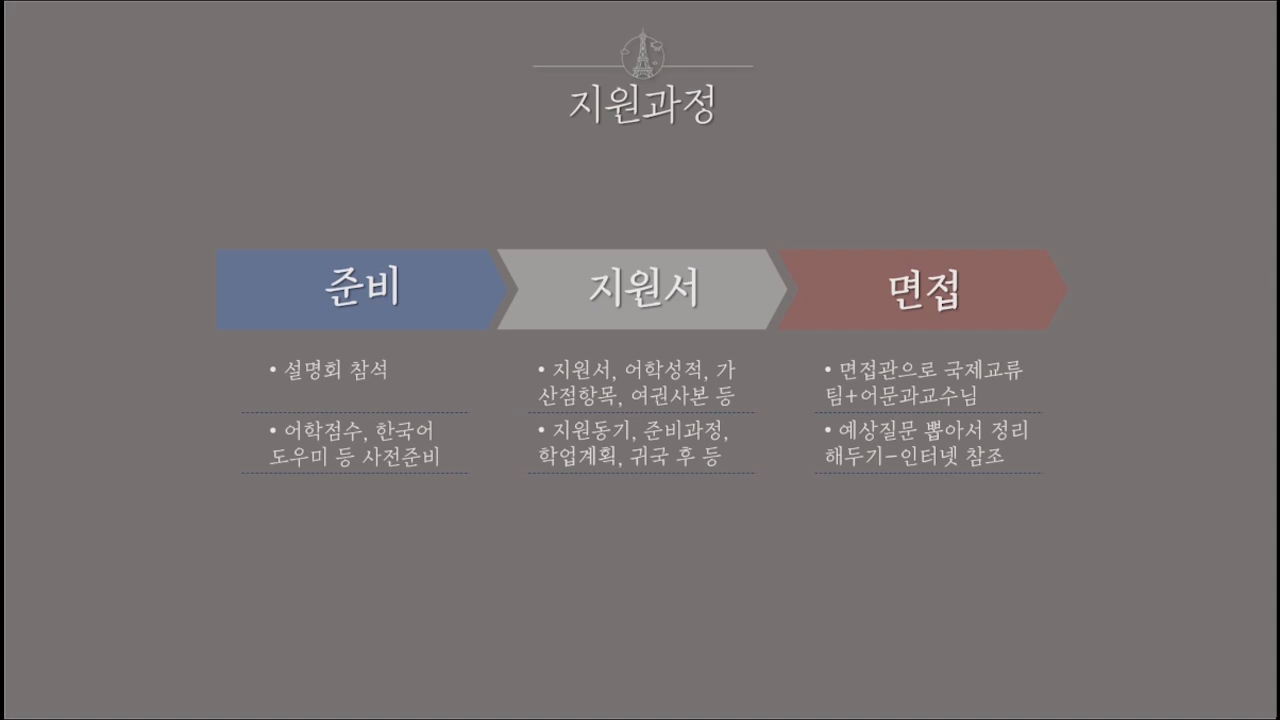 지원과정
준비
지원서
면접
• 설명회 참석
• 어학점수, 한국어
도우미 등 사전준비
• 지원서, 어학성적, 가
산점항목, 여권사본 등
• 지원동기, 준비과정,
학업계획, 귀국 후 등
• 면접관으로 국제교류
팀+어문과교수님
• 예상질문 뽑아서 정리
해두기-인터넷 참조